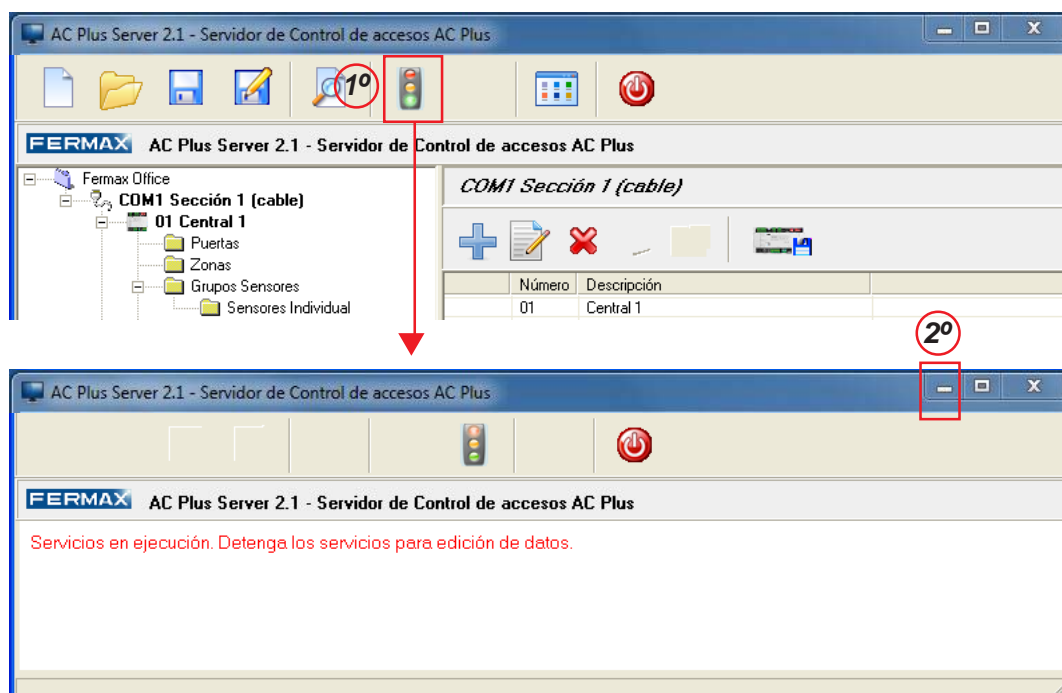 AC Plus Server 2.1 - Servidor de Control de accesos AC Plus
1º
FERMAX AC Plus Server 2.1 - Servidor de Control de accesos AC Plus
Fermax Office
COM1 Sección 1 (cable)
01 Central 1
Puertas
Zonas
Grupos Sensores
Sensores Individual
COM1 Sección 1 (cable)
Número Descripción
01 Central 1
2º
AC Plus Server 2.1 - Servidor de Control de accesos AC Plus
FERMAX AC Plus Server 2.1 - Servidor de Control de accesos AC Plus
Servicios en ejecución. Detenga los servicios para edición de datos.